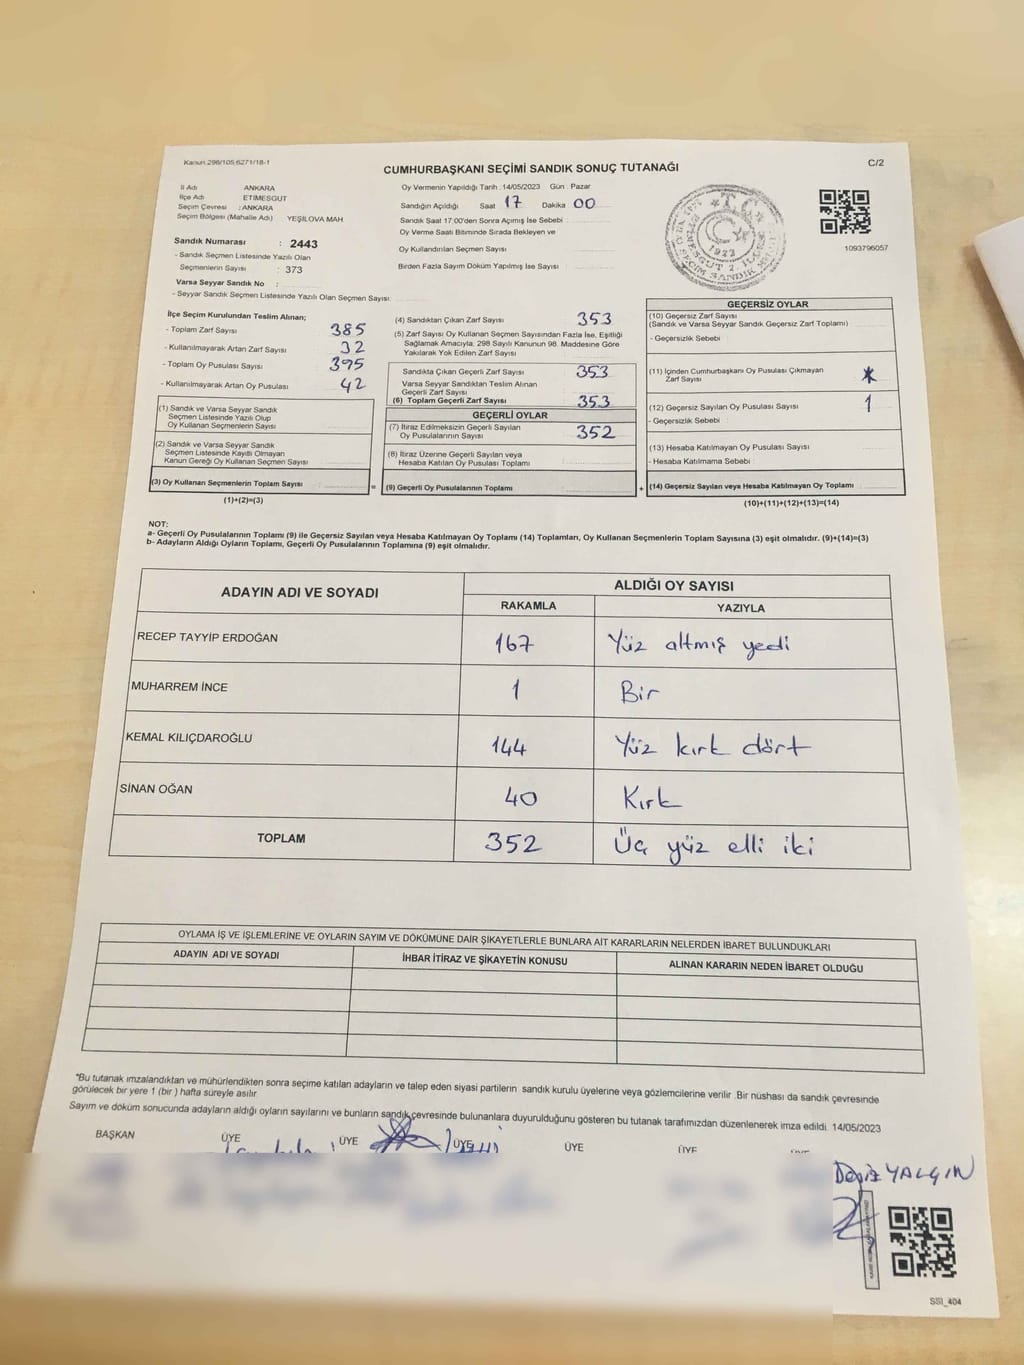 Kanun.298/105,6271/18-1
CUMHURBAŞKANI SEÇİMİ SANDIK SONUÇ TUTANAĞI
C/2
İl Adı ANKARA
İlçe Adı ETİMESGUT
Seçim Çevresi : ANKARA
Seçim Bölgesi (Mahalle Adı) YEŞİLOVA MAH.
Oy Vermenin Yapıldığı Tarih : 14/05/2023 Gün : Pazar
Sandığın Açıldığı Saat 17 Dakika 00
Sandık Saat 17:00'den Sonra Açımış İse Sebebi
Oy Verme Saati Bitiminde Sırada Bekleyen ve
Oy Kullandırılan Seçmen Sayısı
Birden Fazla Sayım Döküm Yapılmış İse Sayısı :
T.C.
1923
1093796057
Sandık Numarası : 2443
- Sandık Seçmen Listesinde Yazılı Olan
Seçmenlerin Sayısı : 373
Varsa Seyyar Sandık No :
- Seyyar Sandık Seçmen Listesinde Yazılı Olan Seçmen Sayısı:
İlçe Seçim Kurulundan Teslim Alınan;
- Toplam Zarf Sayısı 385
- Kullanılmayarak Artan Zarf Sayısı 32
- Toplam Oy Pusulası Sayısı 395
- Kullanılmayarak Artan Oy Pusulası 42
(1) Sandık ve Varsa Seyyar Sandık
Seçmen Listesinde Yazılı Olup
Oy Kullanan Seçmenlerin Sayısı
(2) Sandık ve Varsa Seyyar Sandık
Seçmen Listesinde Kayıtlı Olmayan
Kanun Gereği Oy Kullanan Seçmen Sayısı
(3) Oy Kullanan Seçmenlerin Toplam Sayısı :
(1)+(2)=(3)
=
(4) Sandıktan Çıkan Zarf Sayısı 353
(5) Zarf Sayısı Oy Kullanan Seçmen Sayısından Fazla İse, Eşitliği
Sağlamak Amacıyla, 298 Sayılı Kanunun 98. Maddesine Göre
Yakılarak Yok Edilen Zarf Sayısı
Sandıkta Çıkan Geçerli Zarf Sayısı 353
Varsa Seyyar Sandıktan Teslim Alınan
Geçerli Zarf Sayısı
(6) Toplam Geçerli Zarf Sayısı 353
GEÇERLİ OYLAR
(7) İtiraz Edilmeksizin Geçerli Sayılan
Oy Pusulalarının Sayısı 352
(8) İtiraz Üzerine Geçerli Sayılan veya
Hesaba Katılan Oy Pusulası Toplamı
(9) Geçerli Oy Pusulalarının Toplamı
+
GEÇERSİZ OYLAR
(10) Geçersiz Zarf Sayısı
(Sandık ve Varsa Seyyar Sandık Geçersiz Zarf Toplamı)
- Geçersizlik Sebebi :
(11) İçinden Cumhurbaşkanı Oy Pusulası Çıkmayan
Zarf Sayısı
(12) Geçersiz Sayılan Oy Pusulası Sayısı 1
- Geçersizlik Sebebi :
(13) Hesaba Katılmayan Oy Pusulası Sayısı
- Hesaba Katılmama Sebebi :
(14) Geçersiz Sayılan veya Hesaba Katılmayan Oy Toplamı
(10)+(11)+(12)+(13)=(14)
NOT:
a- Geçerli Oy Pusulalarının Toplamı (9) ile Geçersiz Sayılan veya Hesaba Katılmayan Oy Toplamı (14) Toplamları, Oy Kullanan Seçmenlerin Toplam Sayısına (3) eşit olmalıdır. (9)+(14)=(3)
b- Adayların Aldığı Oyların Toplamı, Geçerli Oy Pusulalarının Toplamına (9) eşit olmalıdır.
ADAYIN ADI VE SOYADI
ALDIĞI OY SAYISI
RAKAMLA YAZIYLA
RECEP TAYYİP ERDOĞAN 167 Yüz altmış yedi
MUHARREM İNCE 1 Bir
KEMAL KILIÇDAROĞLU 144 Yüz kırk dört
SİNAN OĞAN 40 Kırk
TOPLAM 352 Üç yüz elli iki
OYLAMA İŞ VE İŞLEMLERİNE VE OYLARIN SAYIM VE DÖKÜMÜNE DAİR ŞİKAYETLERLE BUNLARA AİT KARARLARIN NELERDEN İBARET BULUNDUKLARI
ADAYIN ADI VE SOYADI İHBAR İTİRAZ VE ŞİKAYETİN KONUSU ALINAN KARARIN NEDEN İBARET OLDUĞU
*Bu tutanak imzalandıktan ve mühürlendikten sonra seçime katılan adayların ve talep eden siyasi partilerin sandık kurulu üyelerine veya gözlemcilerine verilir .Bir nüshası da sandık çevresinde
görülecek bir yere 1 (bir ) hafta süreyle asılır.
Sayım ve döküm sonucunda adayların aldığı oyların sayılarını ve bunların sandık çevresinde bulunanlara duyurulduğunu gösteren bu tutanak tarafımızdan düzenlenerek imza edildi. 14/05/2023
BAŞKAN ÜYE ÜYE ÜYE ÜYE ÜYE
Deniz YALÇIN
SSI_404